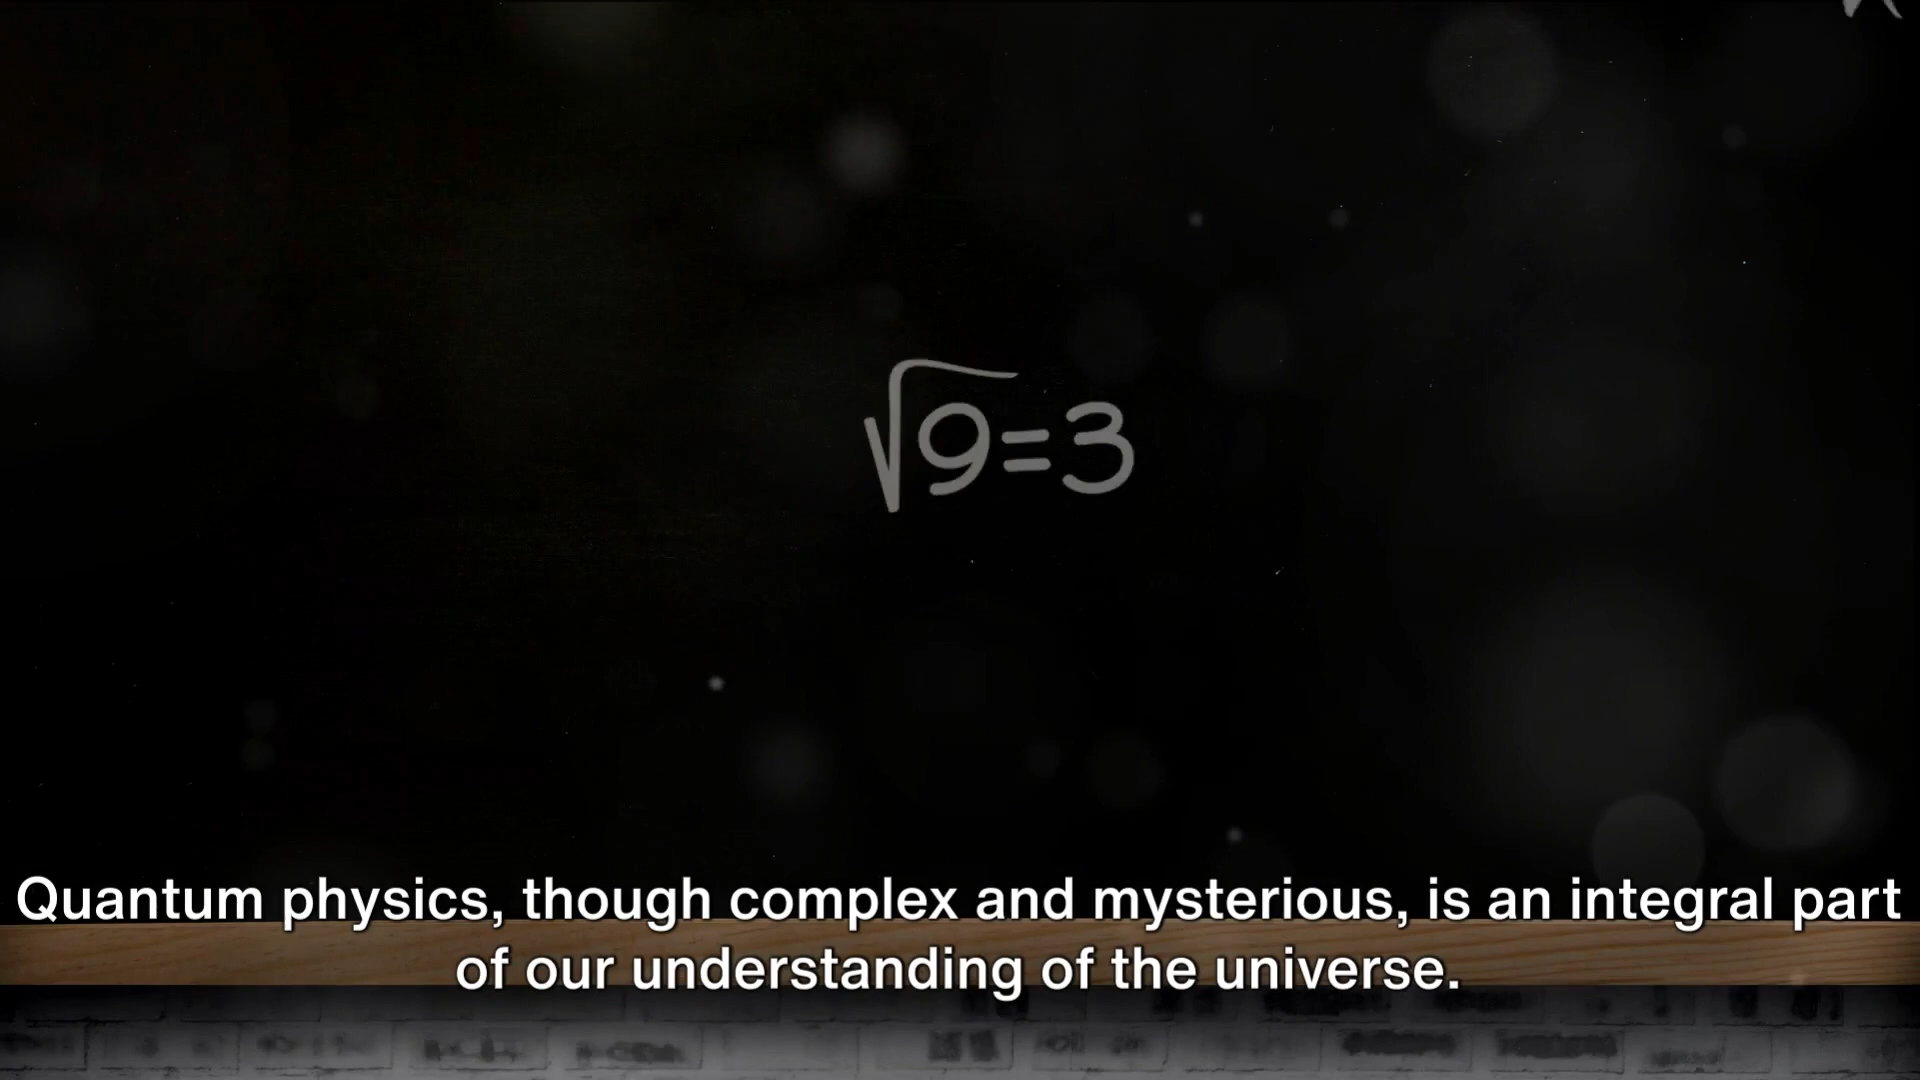 √9=3
Quantum physics, though complex and mysterious, is an integral part
of our understanding of the universe.